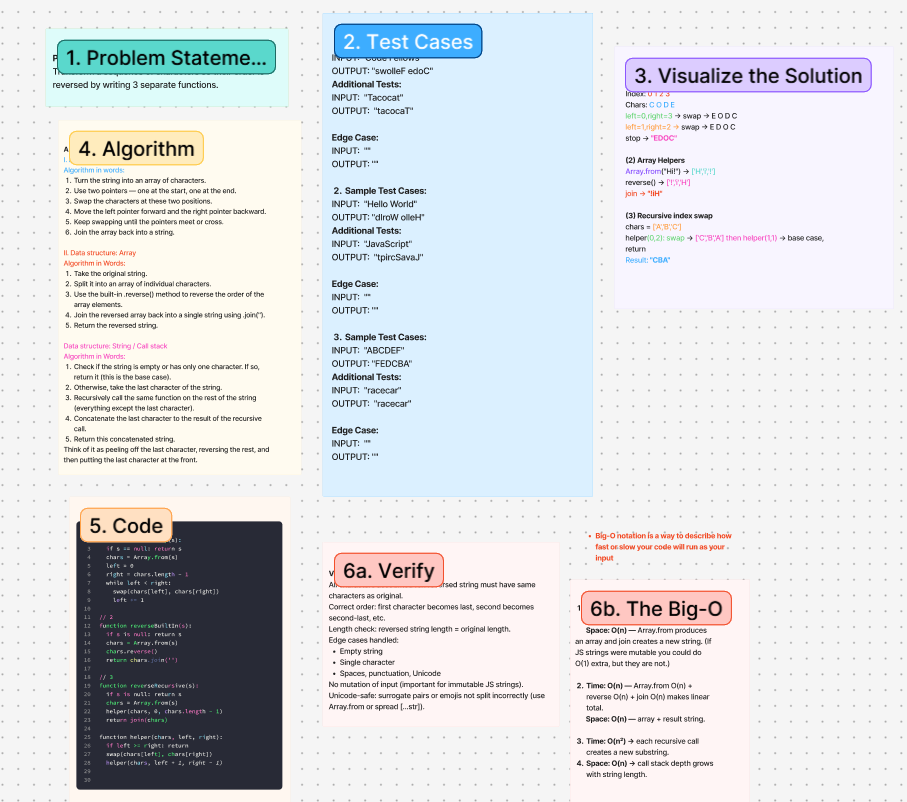 1. Problem Stateme...
reversed by writing 3 separate functions.
2. Test Cases
INPUT: "Code Fellows"
OUTPUT: "swolleF edoC"
Additional Tests:
INPUT: "Tacocat"
OUTPUT: "tacocaT"
Edge Case:
INPUT: ""
OUTPUT: ""
2. Sample Test Cases:
INPUT: "Hello World"
OUTPUT: "dlroW olleH"
Additional Tests:
INPUT: "JavaScript"
OUTPUT: "tpircSavaJ"
Edge Case:
INPUT: ""
OUTPUT: ""
3. Sample Test Cases:
INPUT: "ABCDEF"
OUTPUT: "FEDCBA"
Additional Tests:
INPUT: "racecar"
OUTPUT: "racecar"
Edge Case:
INPUT: ""
OUTPUT: ""
3. Visualize the Solution
Index: 0 1 2 3
Chars: C O D E
left=0,right=3 → swap → E O D C
left=1,right=2 → swap → E D O C
stop → "EDOC"
(2) Array Helpers
Array.from("Hi!") → ['H','i','!']
reverse() → ['!','i','H']
join → "!iH"
(3) Recursive index swap
chars = ['A','B','C']
helper(0,2): swap → ['C','B','A'] then helper(1,1) → base case,
return
Result: "CBA"
4. Algorithm
Algorithm in words:
1. Turn the string into an array of characters.
2. Use two pointers — one at the start, one at the end.
3. Swap the characters at these two positions.
4. Move the left pointer forward and the right pointer backward.
5. Keep swapping until the pointers meet or cross.
6. Join the array back into a string.
II. Data structure: Array
Algorithm in Words:
1. Take the original string.
2. Split it into an array of individual characters.
3. Use the built-in .reverse() method to reverse the order of the
array elements.
4. Join the reversed array back into a single string using .join('').
5. Return the reversed string.
Data structure: String / Call stack
Algorithm in Words:
1. Check if the string is empty or has only one character. If so,
return it (this is the base case).
2. Otherwise, take the last character of the string.
3. Recursively call the same function on the rest of the string
(everything except the last character).
4. Concatenate the last character to the result of the recursive
call.
5. Return this concatenated string.
Think of it as peeling off the last character, reversing the rest, and
then putting the last character at the front.
5. Code
(s):
3 if s == null: return s
4 chars = Array.from(s)
5 left = 0
6 right = chars.length - 1
7 while left < right:
8 swap(chars[left], chars[right])
9 left -- 1
10
11 // 2
12 function reverseBuiltIn(s):
13 if s is null: return s
14 chars = Array.from(s)
15 chars.reverse()
16 return chars.join('')
17
18 // 3
19 function reverseRecursive(s):
20 if s is null: return s
21 chars = Array.from(s)
22 helper(chars, 0, chars.length - 1)
23 return join(chars)
24
25 function helper(chars, left, right):
26 if left >= right: return
27 swap(chars[left], chars[right])
28 helper(chars, left + 1, right - 1)
29
30
6a. Verify
string must have same
characters as original.
Correct order: first character becomes last, second becomes
second-last, etc.
Length check: reversed string length = original length.
Edge cases handled:
• Empty string
• Single character
• Spaces, punctuation, Unicode
No mutation of input (important for immutable JS strings).
Unicode-safe: surrogate pairs or emojis not split incorrectly (use
Array.from or spread [...str]).
• Big-O notation is a way to describe how
fast or slow your code will run as your
input
6b. The Big-O
1
Space: O(n) — Array.from produces
an array and join creates a new string. (If
JS strings were mutable you could do
O(1) extra, but they are not.)
2. Time: O(n) — Array.from O(n) +
reverse O(n) + join O(n) makes linear
total.
Space: O(n) — array + result string.
3. Time: O(n²) → each recursive call
creates a new substring.
4. Space: O(n) → call stack depth grows
with string length.